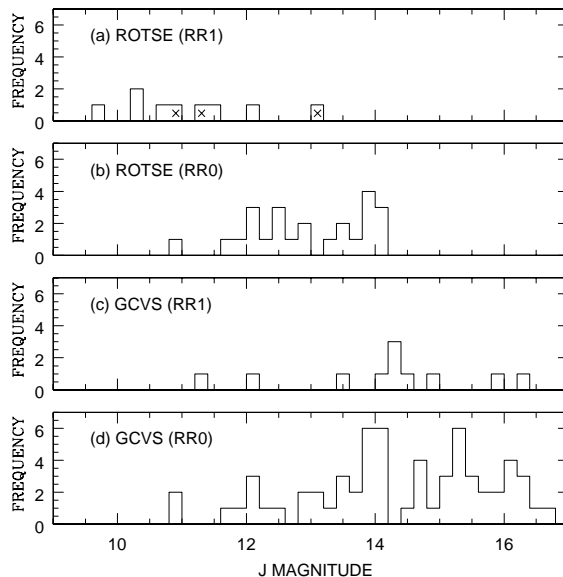 6
4
2
0
FREQUENCY
(a) ROTSE (RR1)
× × ×
6
4
2
0
FREQUENCY
(b) ROTSE (RR0)
6
4
2
0
FREQUENCY
(c) GCVS (RR1)
6
4
2
0
FREQUENCY
(d) GCVS (RR0)
10 12 14 16
J MAGNITUDE